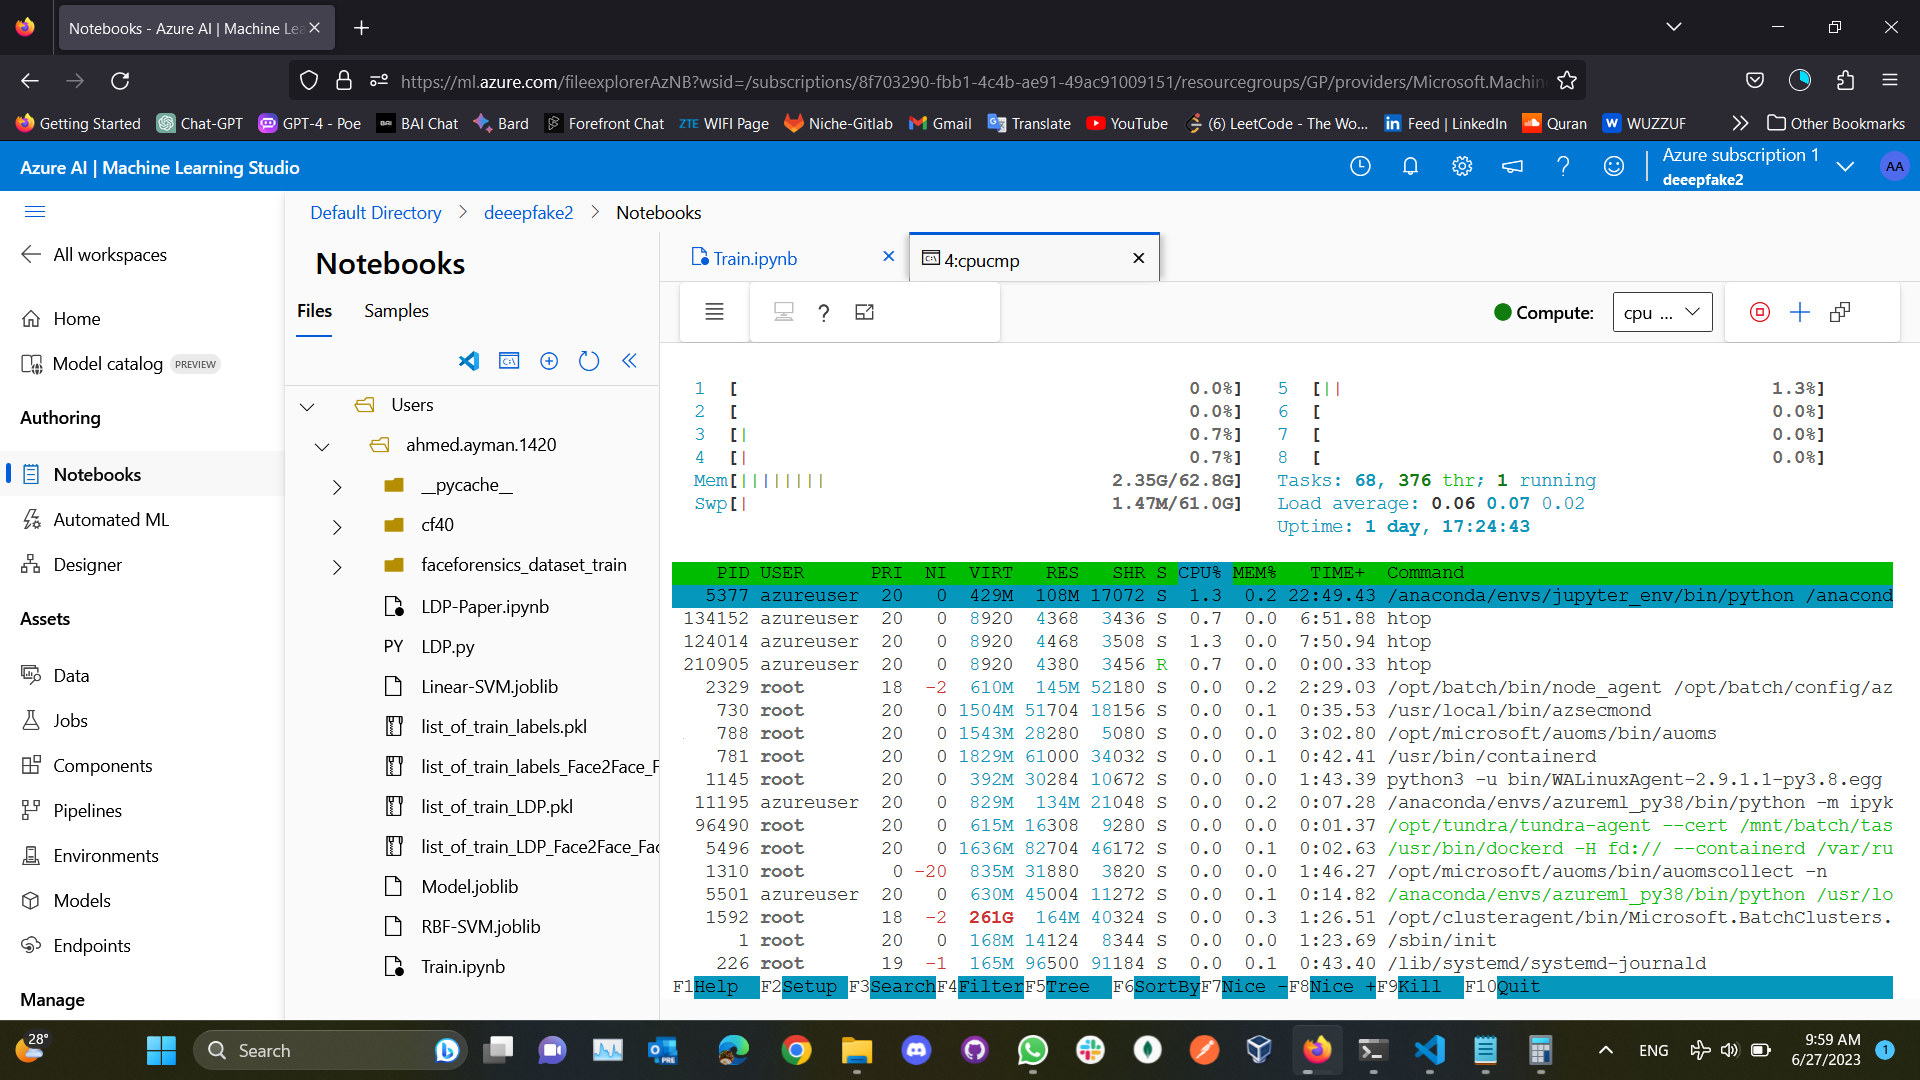 Notebooks - Azure AI | Machine Lea
https://ml.azure.com/fileexplorerAzNB?wsid=/subscriptions/8f703290-fbb1-4c4b-ae91-49ac91009151/resourcegroups/GP/providers/Microsoft.Machin
Getting Started Chat-GPT GPT-4 - Poe BAI BAI Chat Bard Forefront Chat ZTE WIFI Page Niche-Gitlab Gmail Translate YouTube (6) LeetCode - The Wo... Feed | LinkedIn Quran WUZZUF Other Bookmarks
Azure AI | Machine Learning Studio
Azure subscription 1
deeepfake2
AA
All workspaces
Home
Model catalog PREVIEW
Authoring
Notebooks
Automated ML
Designer
Assets
Data
Jobs
Components
Pipelines
Environments
Models
Endpoints
Manage
Default Directory > deeepfake2 > Notebooks
Notebooks
Files Samples
Users
ahmed.ayman.1420
__pycache__
cf40
faceforensics_dataset_train
LDP-Paper.ipynb
PY LDP.py
Linear-SVM.joblib
list_of_train_labels.pkl
list_of_train_labels_Face2Face_F
list_of_train_LDP.pkl
list_of_train_LDP_Face2Face_Fac
Model.joblib
RBF-SVM.joblib
Train.ipynb
Train.ipynb 4:cpucmp
? Compute: cpu ...
1 [ 0.0%] 5 [|| 1.3%]
2 [ 0.0%] 6 [ 0.0%]
3 [| 0.7%] 7 [ 0.0%]
4 [| 0.7%] 8 [ 0.0%]
Mem[|||||||| 2.35G/62.8G] Tasks: 68, 376 thr; 1 running
Swp[| 1.47M/61.0G] Load average: 0.06 0.07 0.02
Uptime: 1 day, 17:24:43
PID USER PRI NI VIRT RES SHR S CPU% MEM% TIME+ Command
5377 azureuser 20 0 429M 108M 17072 S 1.3 0.2 22:49.43 /anaconda/envs/jupyter_env/bin/python /anacond
134152 azureuser 20 0 8920 4368 3436 S 0.7 0.0 6:51.88 htop
124014 azureuser 20 0 8920 4468 3508 S 1.3 0.0 7:50.94 htop
210905 azureuser 20 0 8920 4380 3456 R 0.7 0.0 0:00.33 htop
2329 root 18 -2 610M 145M 52180 S 0.0 0.2 2:29.03 /opt/batch/bin/node_agent /opt/batch/config/az
730 root 20 0 1504M 51704 18156 S 0.0 0.1 0:35.53 /usr/local/bin/azsecmond
788 root 20 0 1543M 28280 5080 S 0.0 0.0 3:02.80 /opt/microsoft/auoms/bin/auoms
781 root 20 0 1829M 61000 34032 S 0.0 0.1 0:42.41 /usr/bin/containerd
1145 root 20 0 392M 30284 10672 S 0.0 0.0 1:43.39 python3 -u bin/WALinuxAgent-2.9.1.1-py3.8.egg
11195 azureuser 20 0 829M 134M 21048 S 0.0 0.2 0:07.28 /anaconda/envs/azureml_py38/bin/python -m ipyk
96490 root 20 0 615M 16308 9280 S 0.0 0.0 0:01.37 /opt/tundra/tundra-agent --cert /mnt/batch/tas
5496 root 20 0 1636M 82704 46172 S 0.0 0.1 0:02.63 /usr/bin/dockerd -H fd:// --containerd /var/ru
1310 root 0 -20 835M 31880 3820 S 0.0 0.0 1:46.27 /opt/microsoft/auoms/bin/auomscollect -n
5501 azureuser 20 0 630M 45004 11272 S 0.0 0.1 0:14.82 /anaconda/envs/azureml_py38/bin/python /usr/lo
1592 root 18 -2 261G 164M 40324 S 0.0 0.3 1:26.51 /opt/clusteragent/bin/Microsoft.BatchClusters.
1 root 20 0 168M 14124 8344 S 0.0 0.0 1:23.69 /sbin/init
226 root 19 -1 165M 96500 91184 S 0.0 0.1 0:43.40 /lib/systemd/systemd-journald
F1Help F2Setup F3SearchF4FilterF5Tree F6SortByF7Nice -F8Nice +F9Kill F10Quit
28°
Search
PRE
ENG
9:59 AM
6/27/2023
1